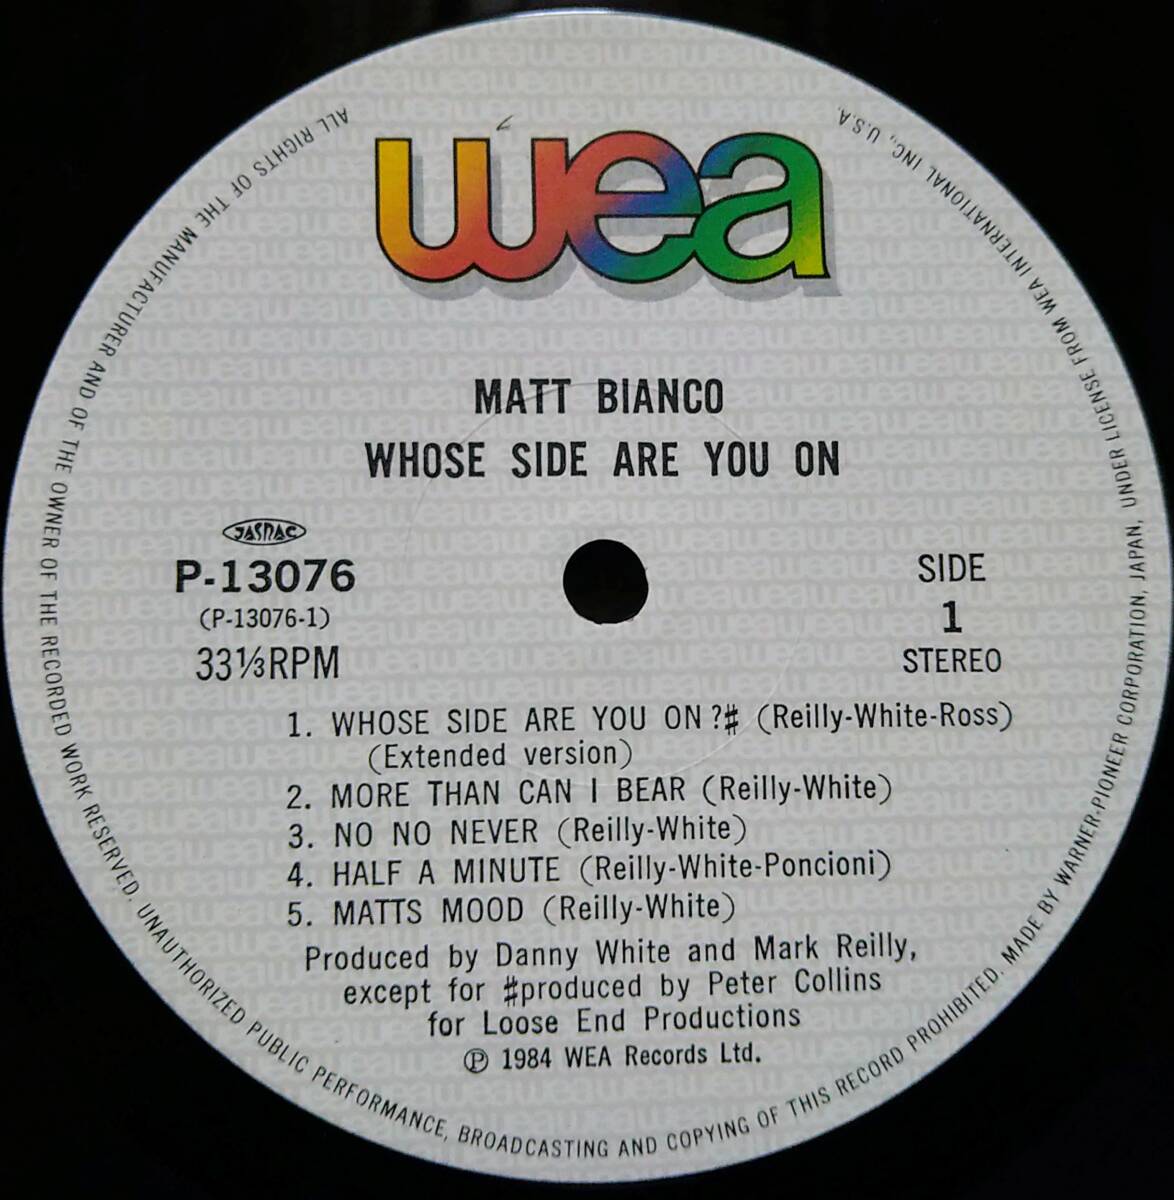 wea
MATT BIANCO
WHOSE SIDE ARE YOU ON
JASRAC
P-13076
(P-13076-1)
33⅓RPM
SIDE
1
STEREO
1. WHOSE SIDE ARE YOU ON?# (Reilly-White-Ross)
(Extended version)
2. MORE THAN CAN I BEAR (Reilly-White)
3. NO NO NEVER (Reilly-White)
4. HALF A MINUTE (Reilly-White-Poncioni)
5. MATTS MOOD (Reilly-White)
Produced by Danny White and Mark Reilly,
except for #produced by Peter Collins
for Loose End Productions
℗ 1984 WEA Records Ltd.
ALL RIGHTS OF THE MANUFACTURER AND OF THE OWNER OF THE RECORDED WORK RESERVED. UNAUTHORIZED PUBLIC PERFORMANCE, BROADCASTING AND COPYING OF THIS RECORD PROHIBITED. MADE BY WARNER-PIONEER CORPORATION, JAPAN, UNDER LICENSE FROM WEA INTERNATIONAL INC., U.S.A.